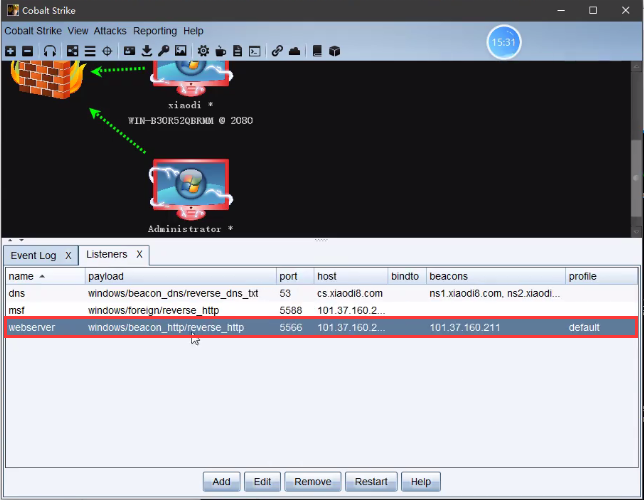 Cobalt Strike
Cobalt Strike View Attacks Reporting Help
15:31
xiaodi *
WIN-B3OR52QBRMM @ 2080
Administrator *
Event Log X Listeners X
name payload port host bindto beacons profile
dns windows/beacon_dns/reverse_dns_txt 53 cs.xiaodi8.com ns1.xiaodi8.com, ns2.xiaodi...
msf windows/foreign/reverse_http 5588 101.37.160.2...
webserver windows/beacon_http/reverse_http 5566 101.37.160.2... 101.37.160.211 default
Add Edit Remove Restart Help